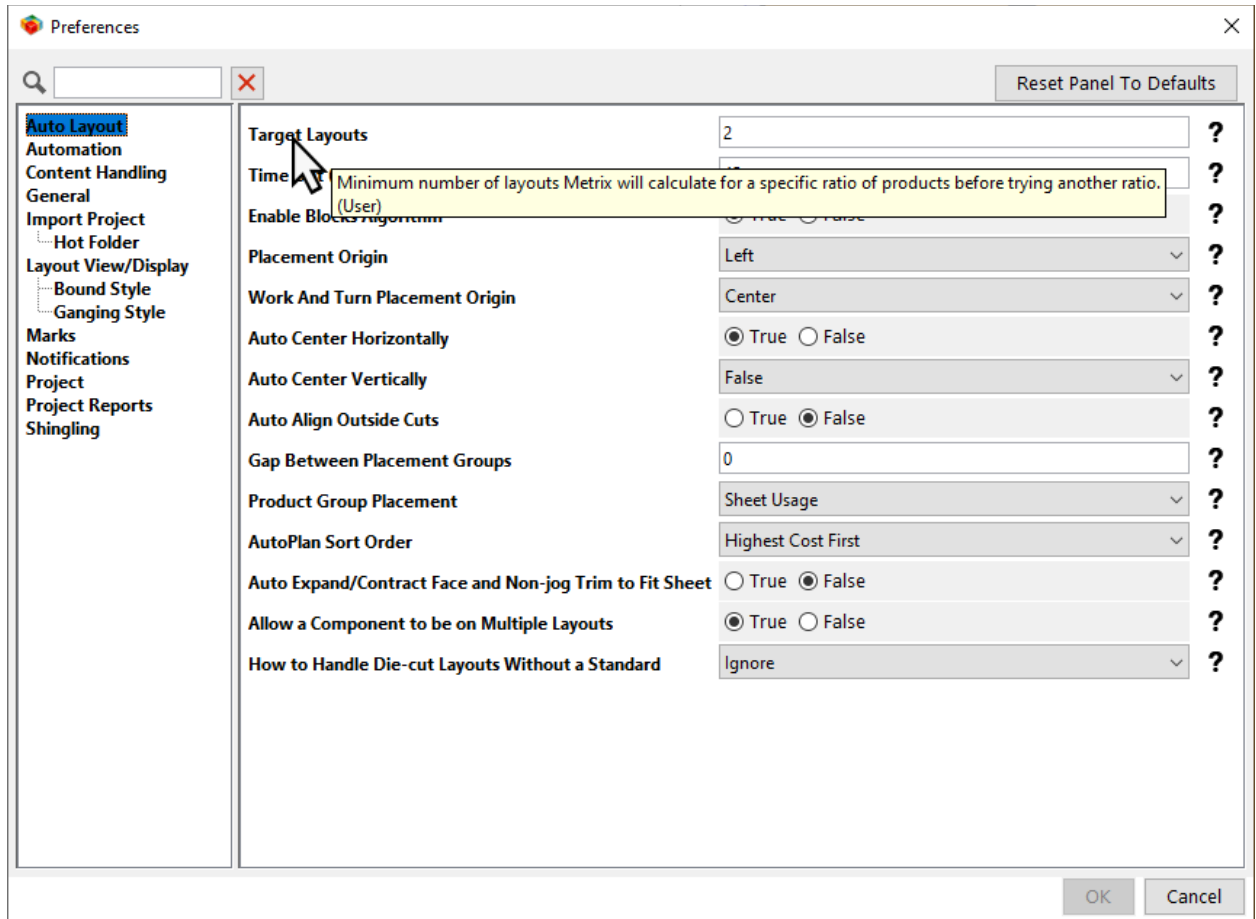 Preferences
Reset Panel To Defaults
Auto Layout
Automation
Content Handling
General
Import Project
Hot Folder
Layout View/Display
Bound Style
Ganging Style
Marks
Notifications
Project
Project Reports
Shingling
Target Layouts 2 ?
Time ?
Minimum number of layouts Metrix will calculate for a specific ratio of products before trying another ratio.
(User)
Enable Blocks Algorithm True False ?
Placement Origin Left ?
Work And Turn Placement Origin Center ?
Auto Center Horizontally True False ?
Auto Center Vertically False ?
Auto Align Outside Cuts True False ?
Gap Between Placement Groups 0 ?
Product Group Placement Sheet Usage ?
AutoPlan Sort Order Highest Cost First ?
Auto Expand/Contract Face and Non-jog Trim to Fit Sheet True False ?
Allow a Component to be on Multiple Layouts True False ?
How to Handle Die-cut Layouts Without a Standard Ignore ?
OK Cancel